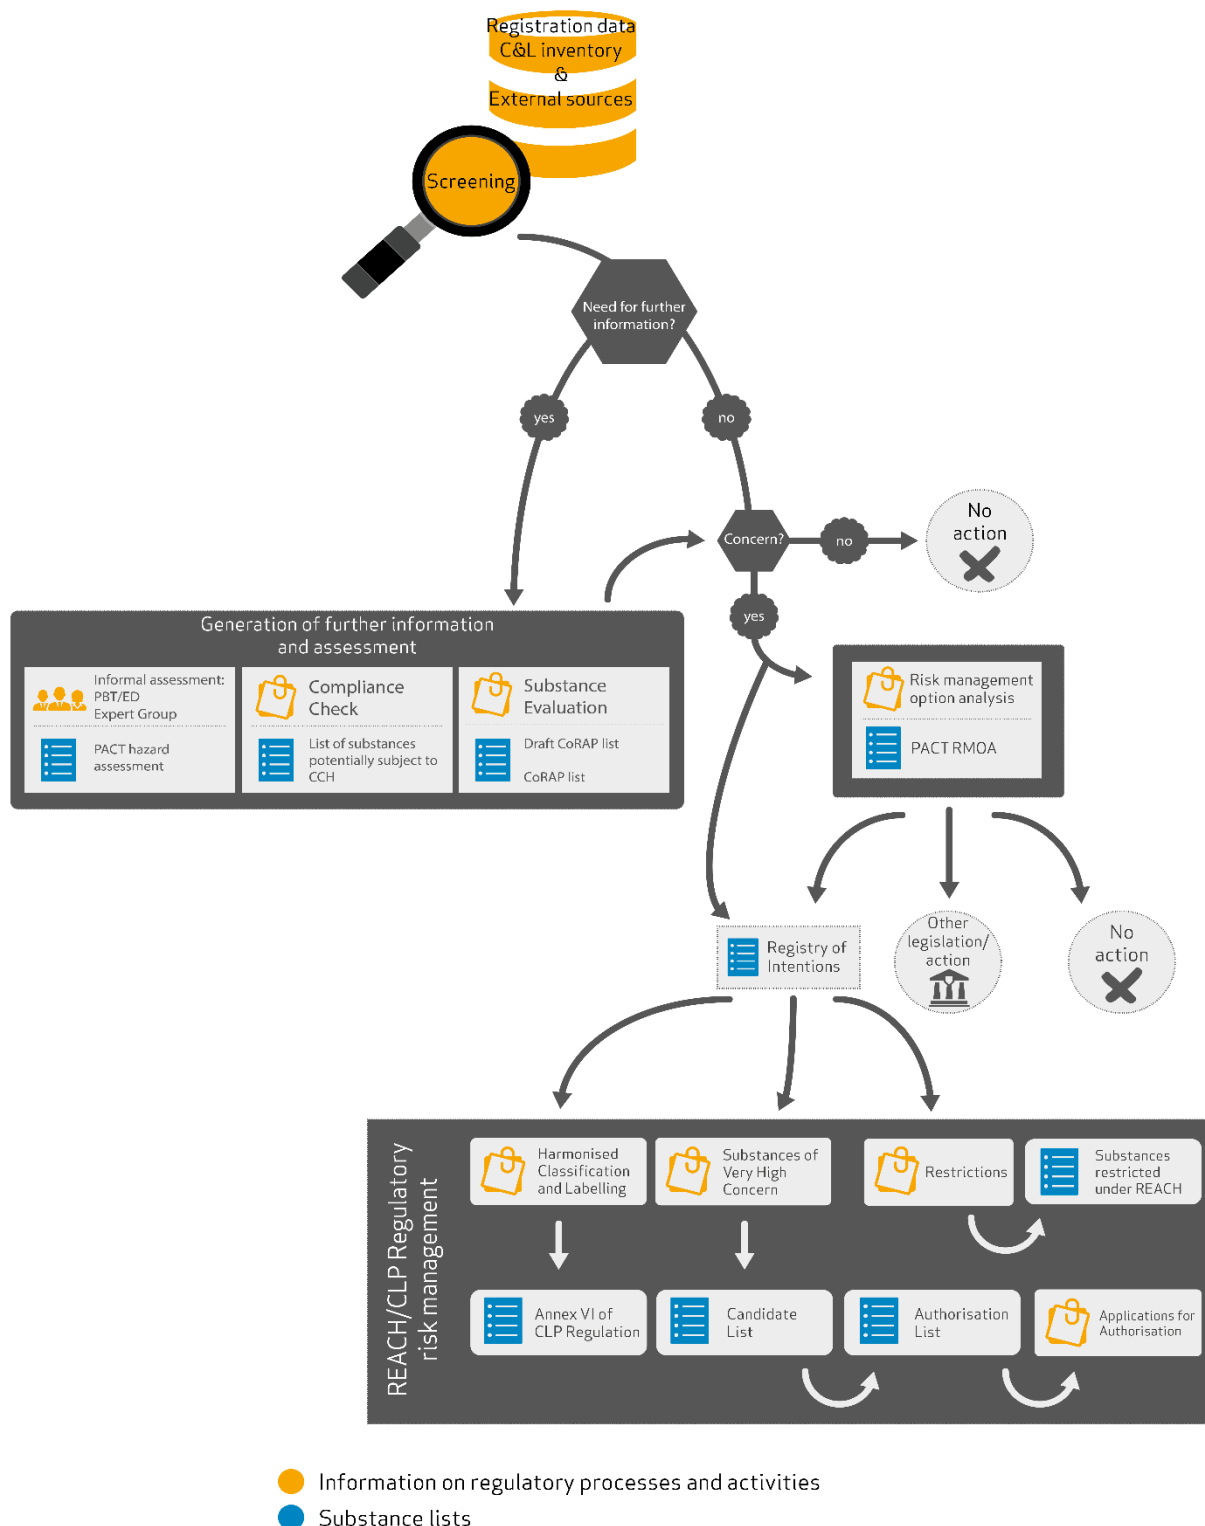 Registration data
C&L inventory
&
External sources
Screening
Need for further
information?
yes
no
Concern?
no
No
action
yes
Generation of further information
and assessment
Informal assessment:
PBT/ED
Expert Group
PACT hazard
assessment
Compliance
Check
List of substances
potentially subject to
CCH
Substance
Evaluation
Draft CoRAP list
CoRAP list
Risk management
option analysis
PACT RMOA
Registry of
Intentions
Other
legislation/
action
No
action
REACH/CLP Regulatory
risk management
Harmonised
Classification
and Labelling
Substances of
Very High
Concern
Restrictions
Substances
restricted
under REACH
Annex VI of
CLP Regulation
Candidate
List
Authorisation
List
Applications for
Authorisation
Information on regulatory processes and activities
Substance lists